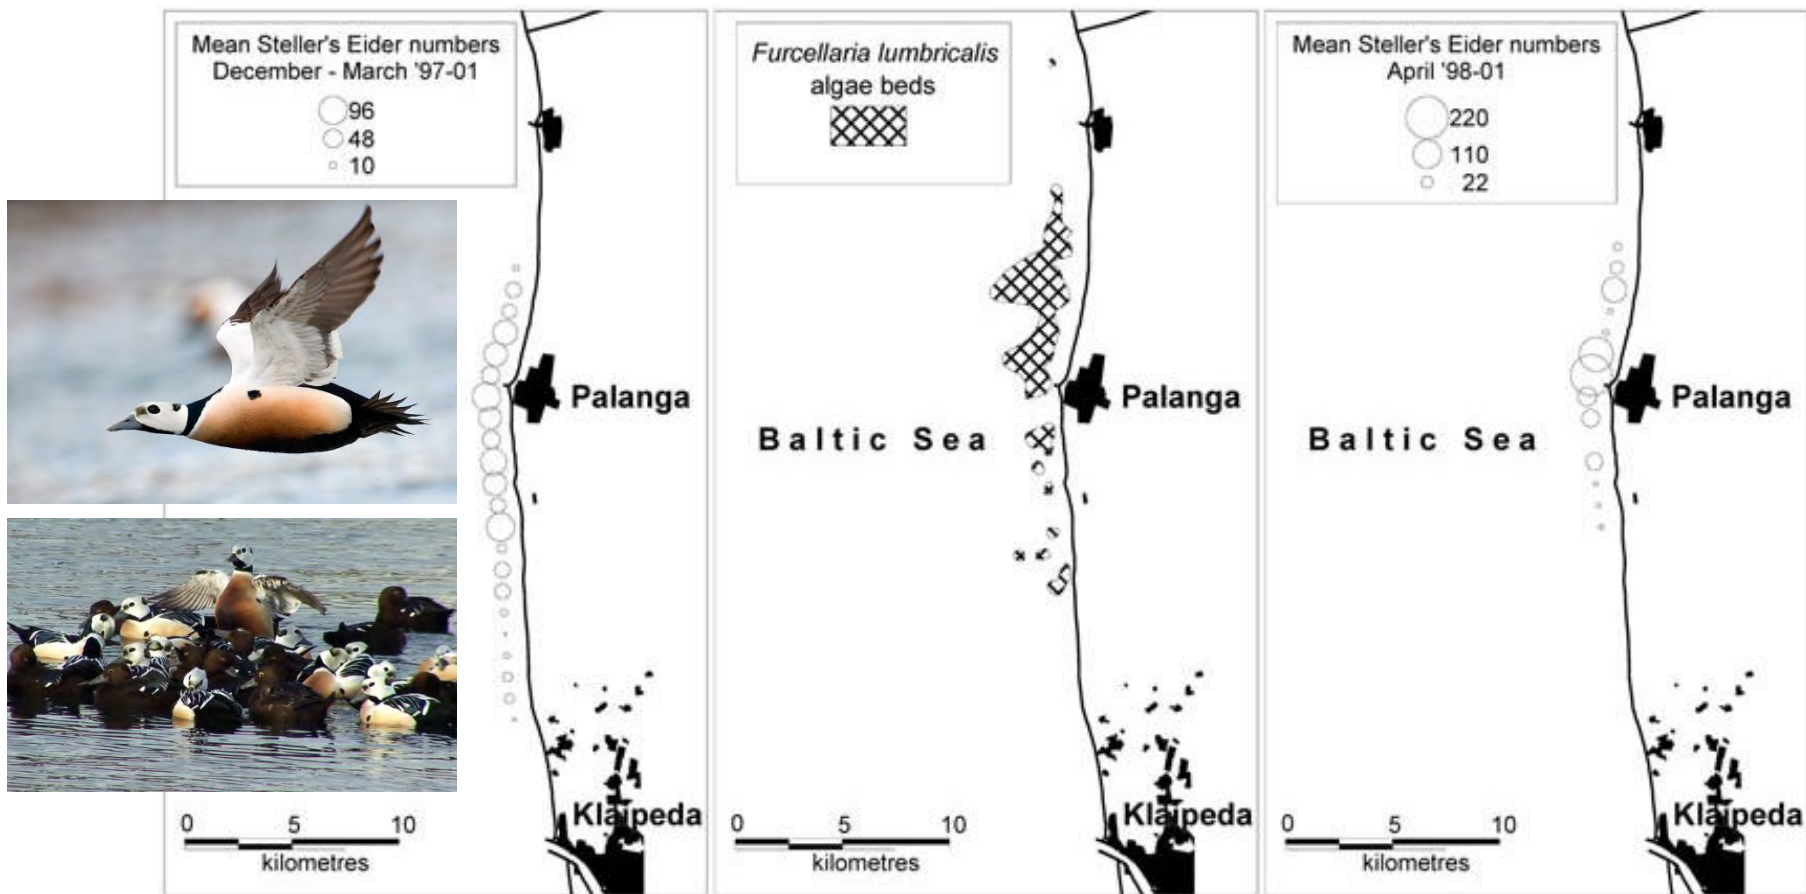 Mean Steller's Eider numbers
December - March '97-01
96
48
10
Palanga
Klaipeda
0 5 10
kilometres
Furcellaria lumbricalis
algae beds
Palanga
Baltic Sea
Klaipeda
0 5 10
kilometres
Mean Steller's Eider numbers
April '98-01
220
110
22
Palanga
Baltic Sea
Klaipeda
0 5 10
kilometres